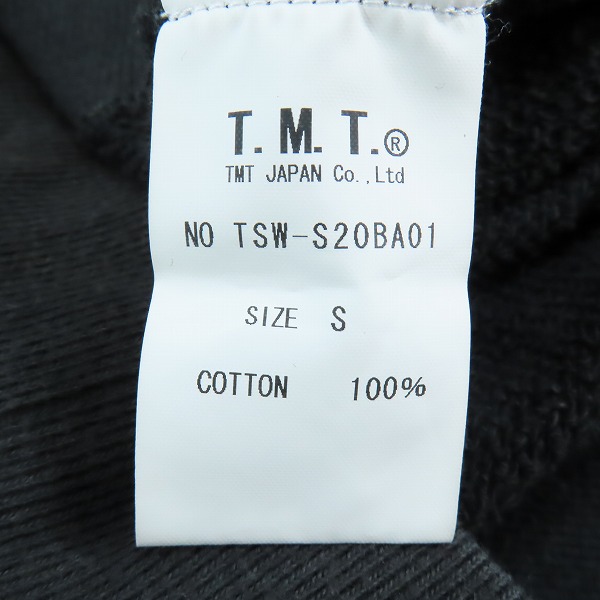 T.M.T.®
TMT JAPAN Co.,Ltd
NO TSW-S20BA01
SIZE S
COTTON 100%